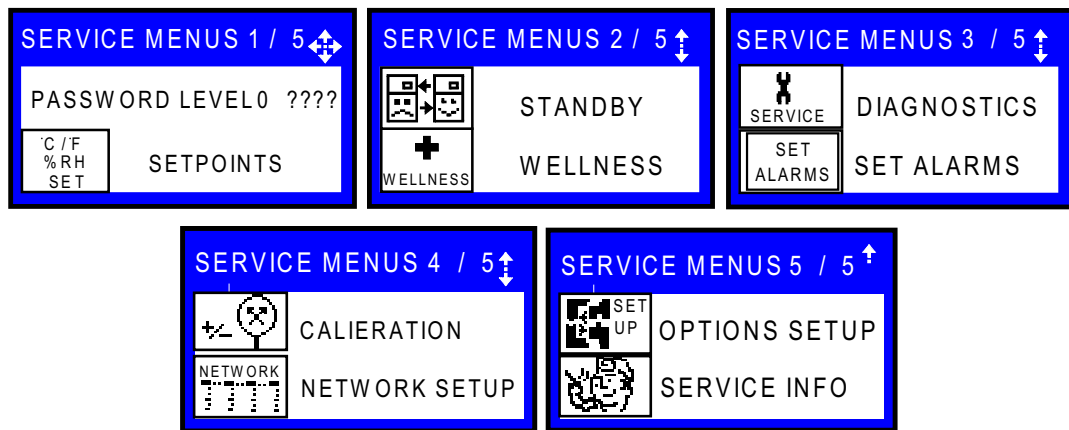 SERVICE MENUS 1 / 5
PASSWORD LEVEL0 ????
°C / °F
%RH
SET
SETPOINTS
SERVICE MENUS 2 / 5
STANDBY
WELLNESS
WELLNESS
SERVICE MENUS 3 / 5
SERVICE
DIAGNOSTICS
SET
ALARMS
SET ALARMS
SERVICE MENUS 4 / 5
+/-
CALIERATION
NETWORK
NETWORK SETUP
SERVICE MENUS 5 / 5
SET
UP
OPTIONS SETUP
SERVICE INFO